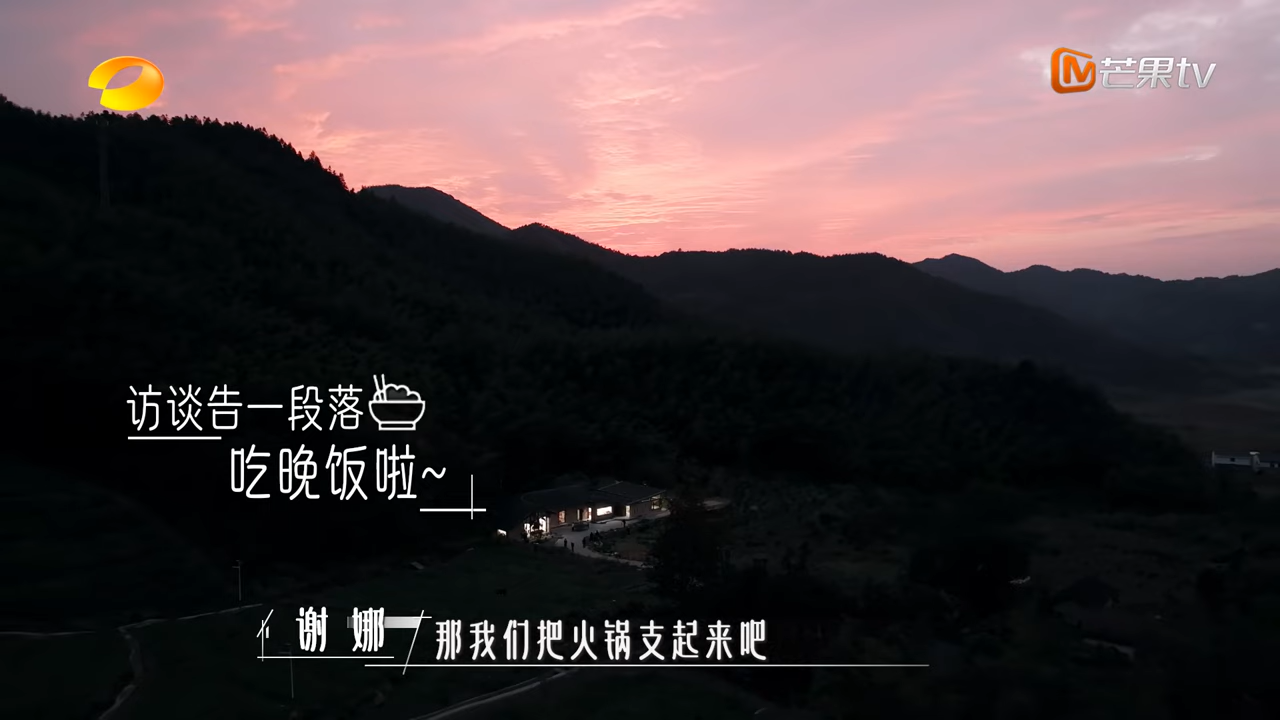 芒果tv
访谈告一段落
吃晚饭啦~
谢娜 那我们把火锅支起来吧